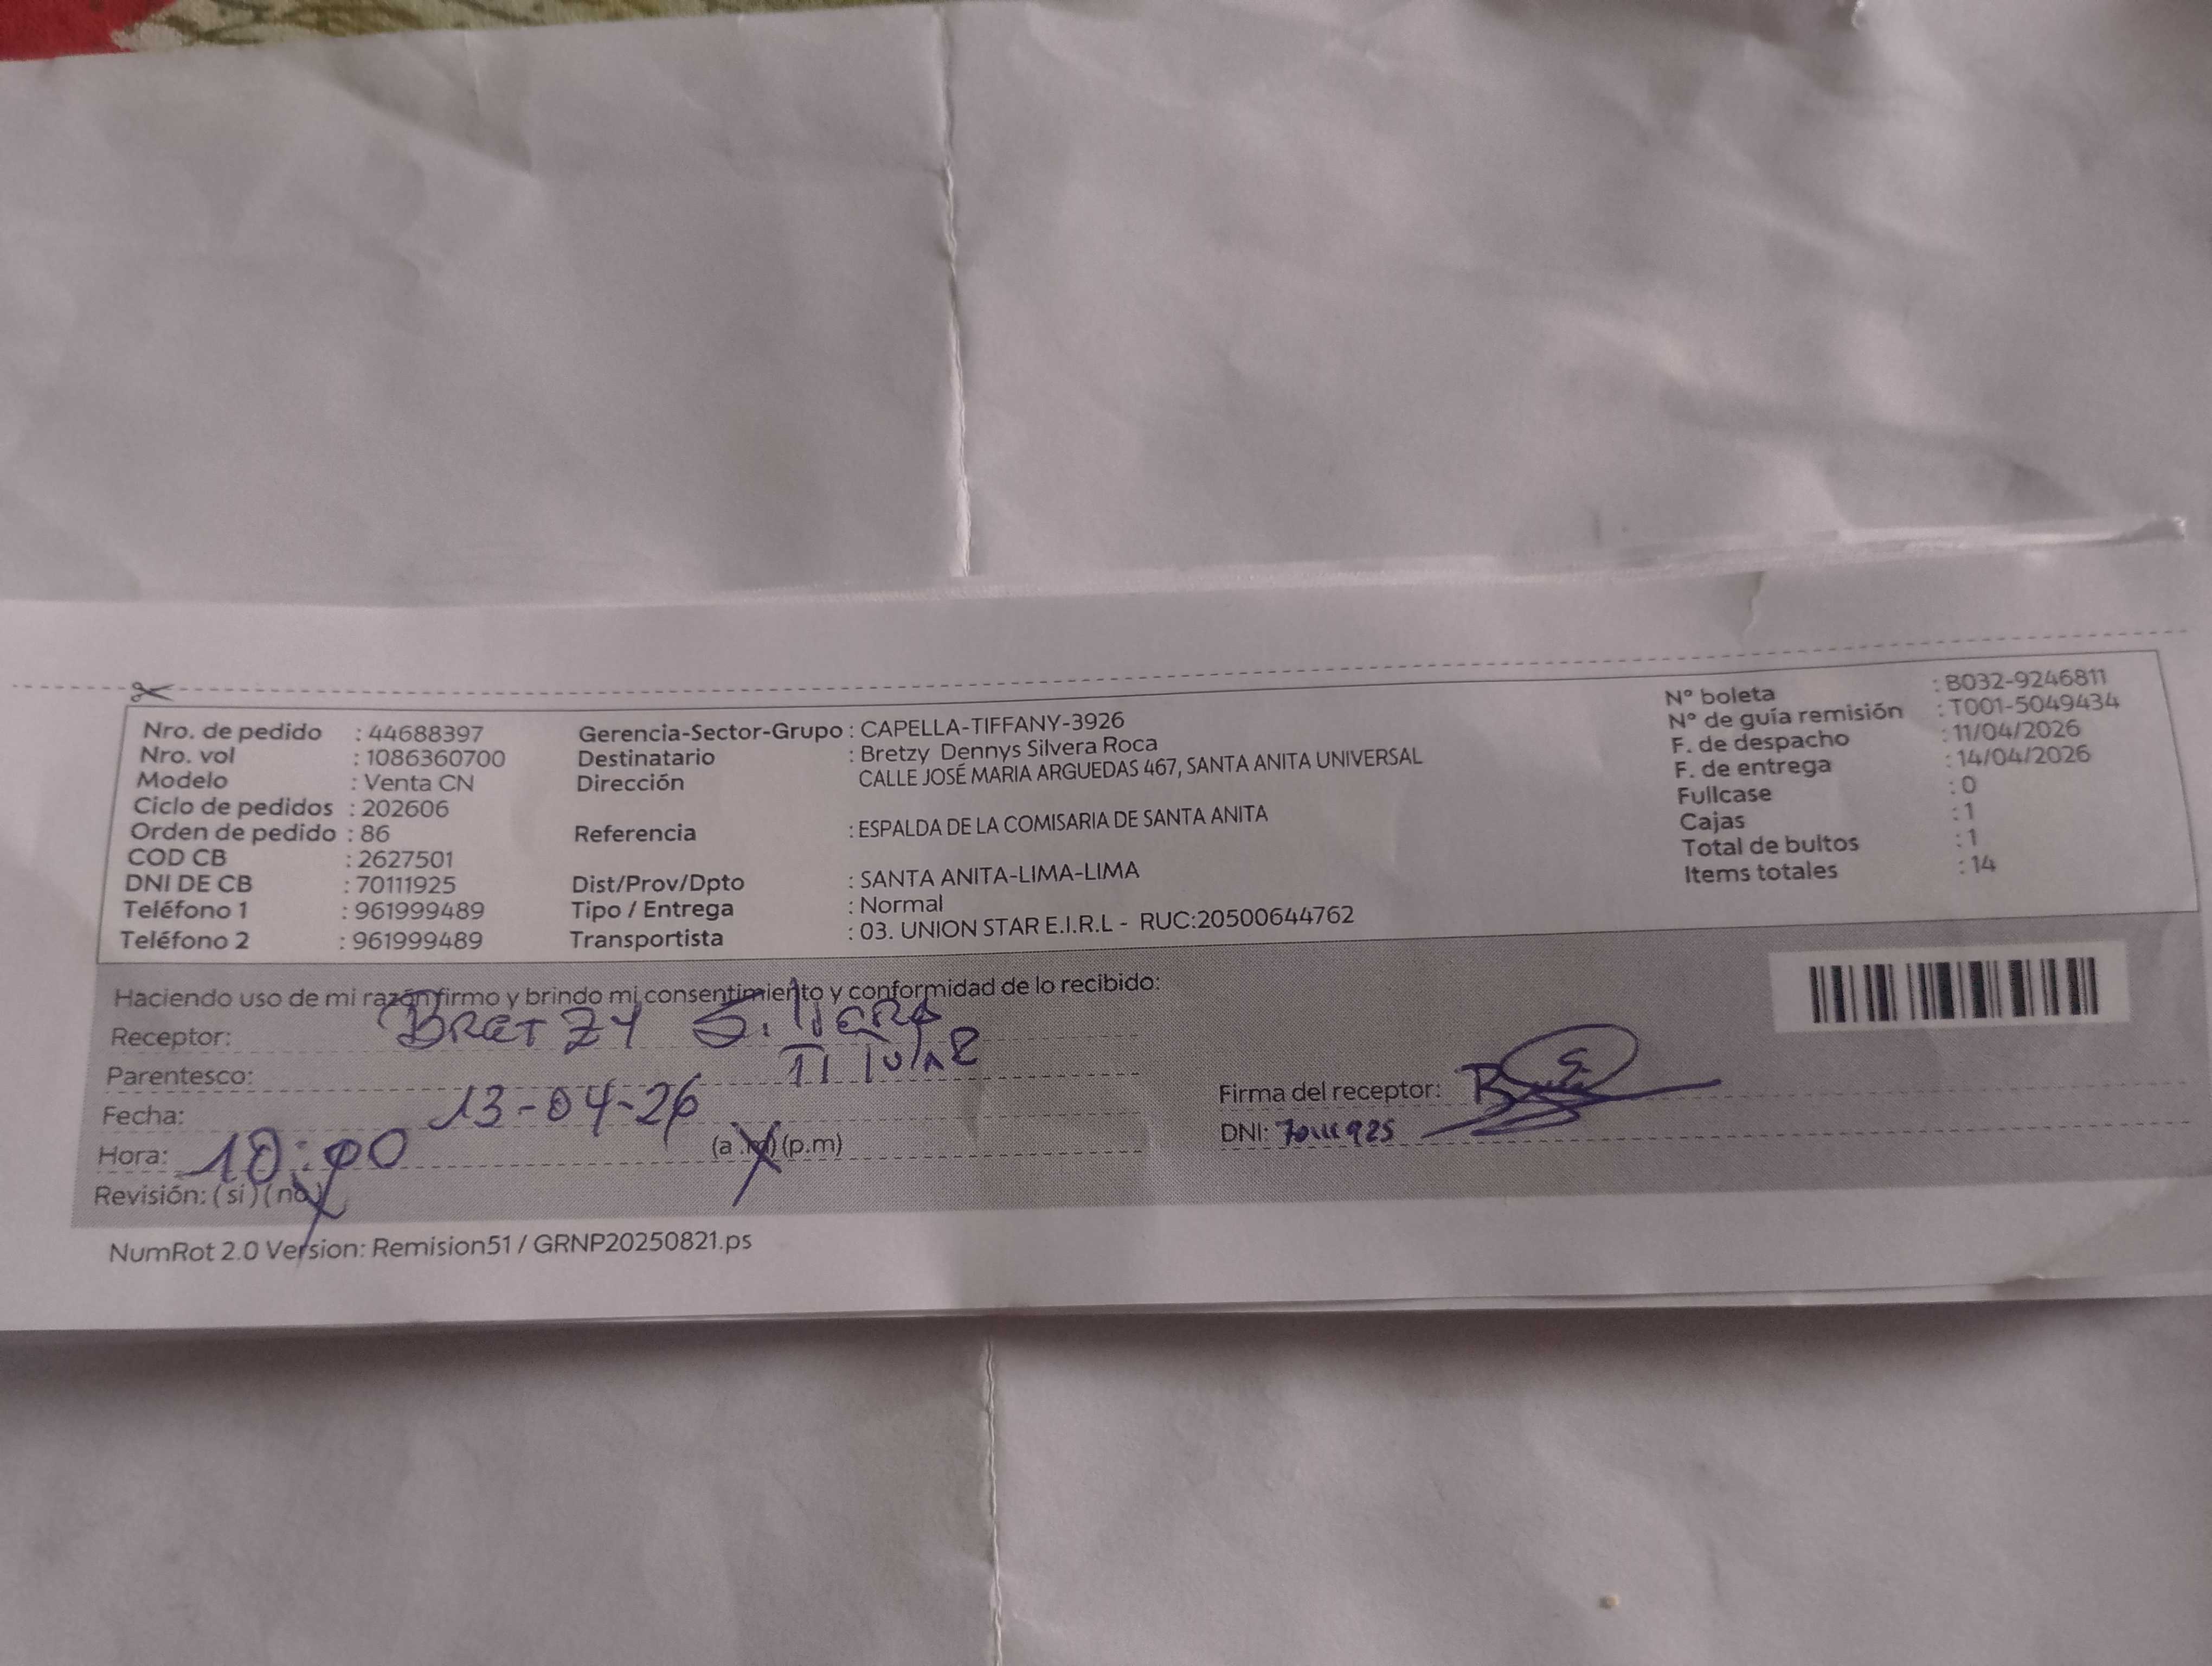 Nro. de pedido : 44688397
Nro. vol : 1086360700
Modelo : Venta CN
Ciclo de pedidos : 202606
Orden de pedido : 86
COD CB : 2627501
DNI DE CB : 70111925
Teléfono 1 : 961999489
Teléfono 2 : 961999489
Gerencia-Sector-Grupo : CAPELLA-TIFFANY-3926
Destinatario : Bretzy Dennys Silvera Roca
Dirección CALLE JOSÉ MARIA ARGUEDAS 467, SANTA ANITA UNIVERSAL
Referencia : ESPALDA DE LA COMISARIA DE SANTA ANITA
Dist/Prov/Dpto : SANTA ANITA-LIMA-LIMA
Tipo / Entrega : Normal
Transportista : 03. UNION STAR E.I.R.L - RUC:20500644762
N° boleta : B032-9246811
N° de guía remisión : T001-5049434
F. de despacho : 11/04/2026
F. de entrega : 14/04/2026
Fullcase : 0
Cajas : 1
Total de bultos : 1
Items totales : 14
Haciendo uso de mi razón firmo y brindo mi consentimiento y conformidad de lo recibido:
Receptor: BRETZY SilVERA
Parentesco: TITULAR
Fecha: 13-04-26
Hora: 10:00 (a.m) (p.m)
Revisión: (si) (no)
Firma del receptor:
DNI: 70111925
NumRot 2.0 Version: Remision51 / GRNP20250821.ps